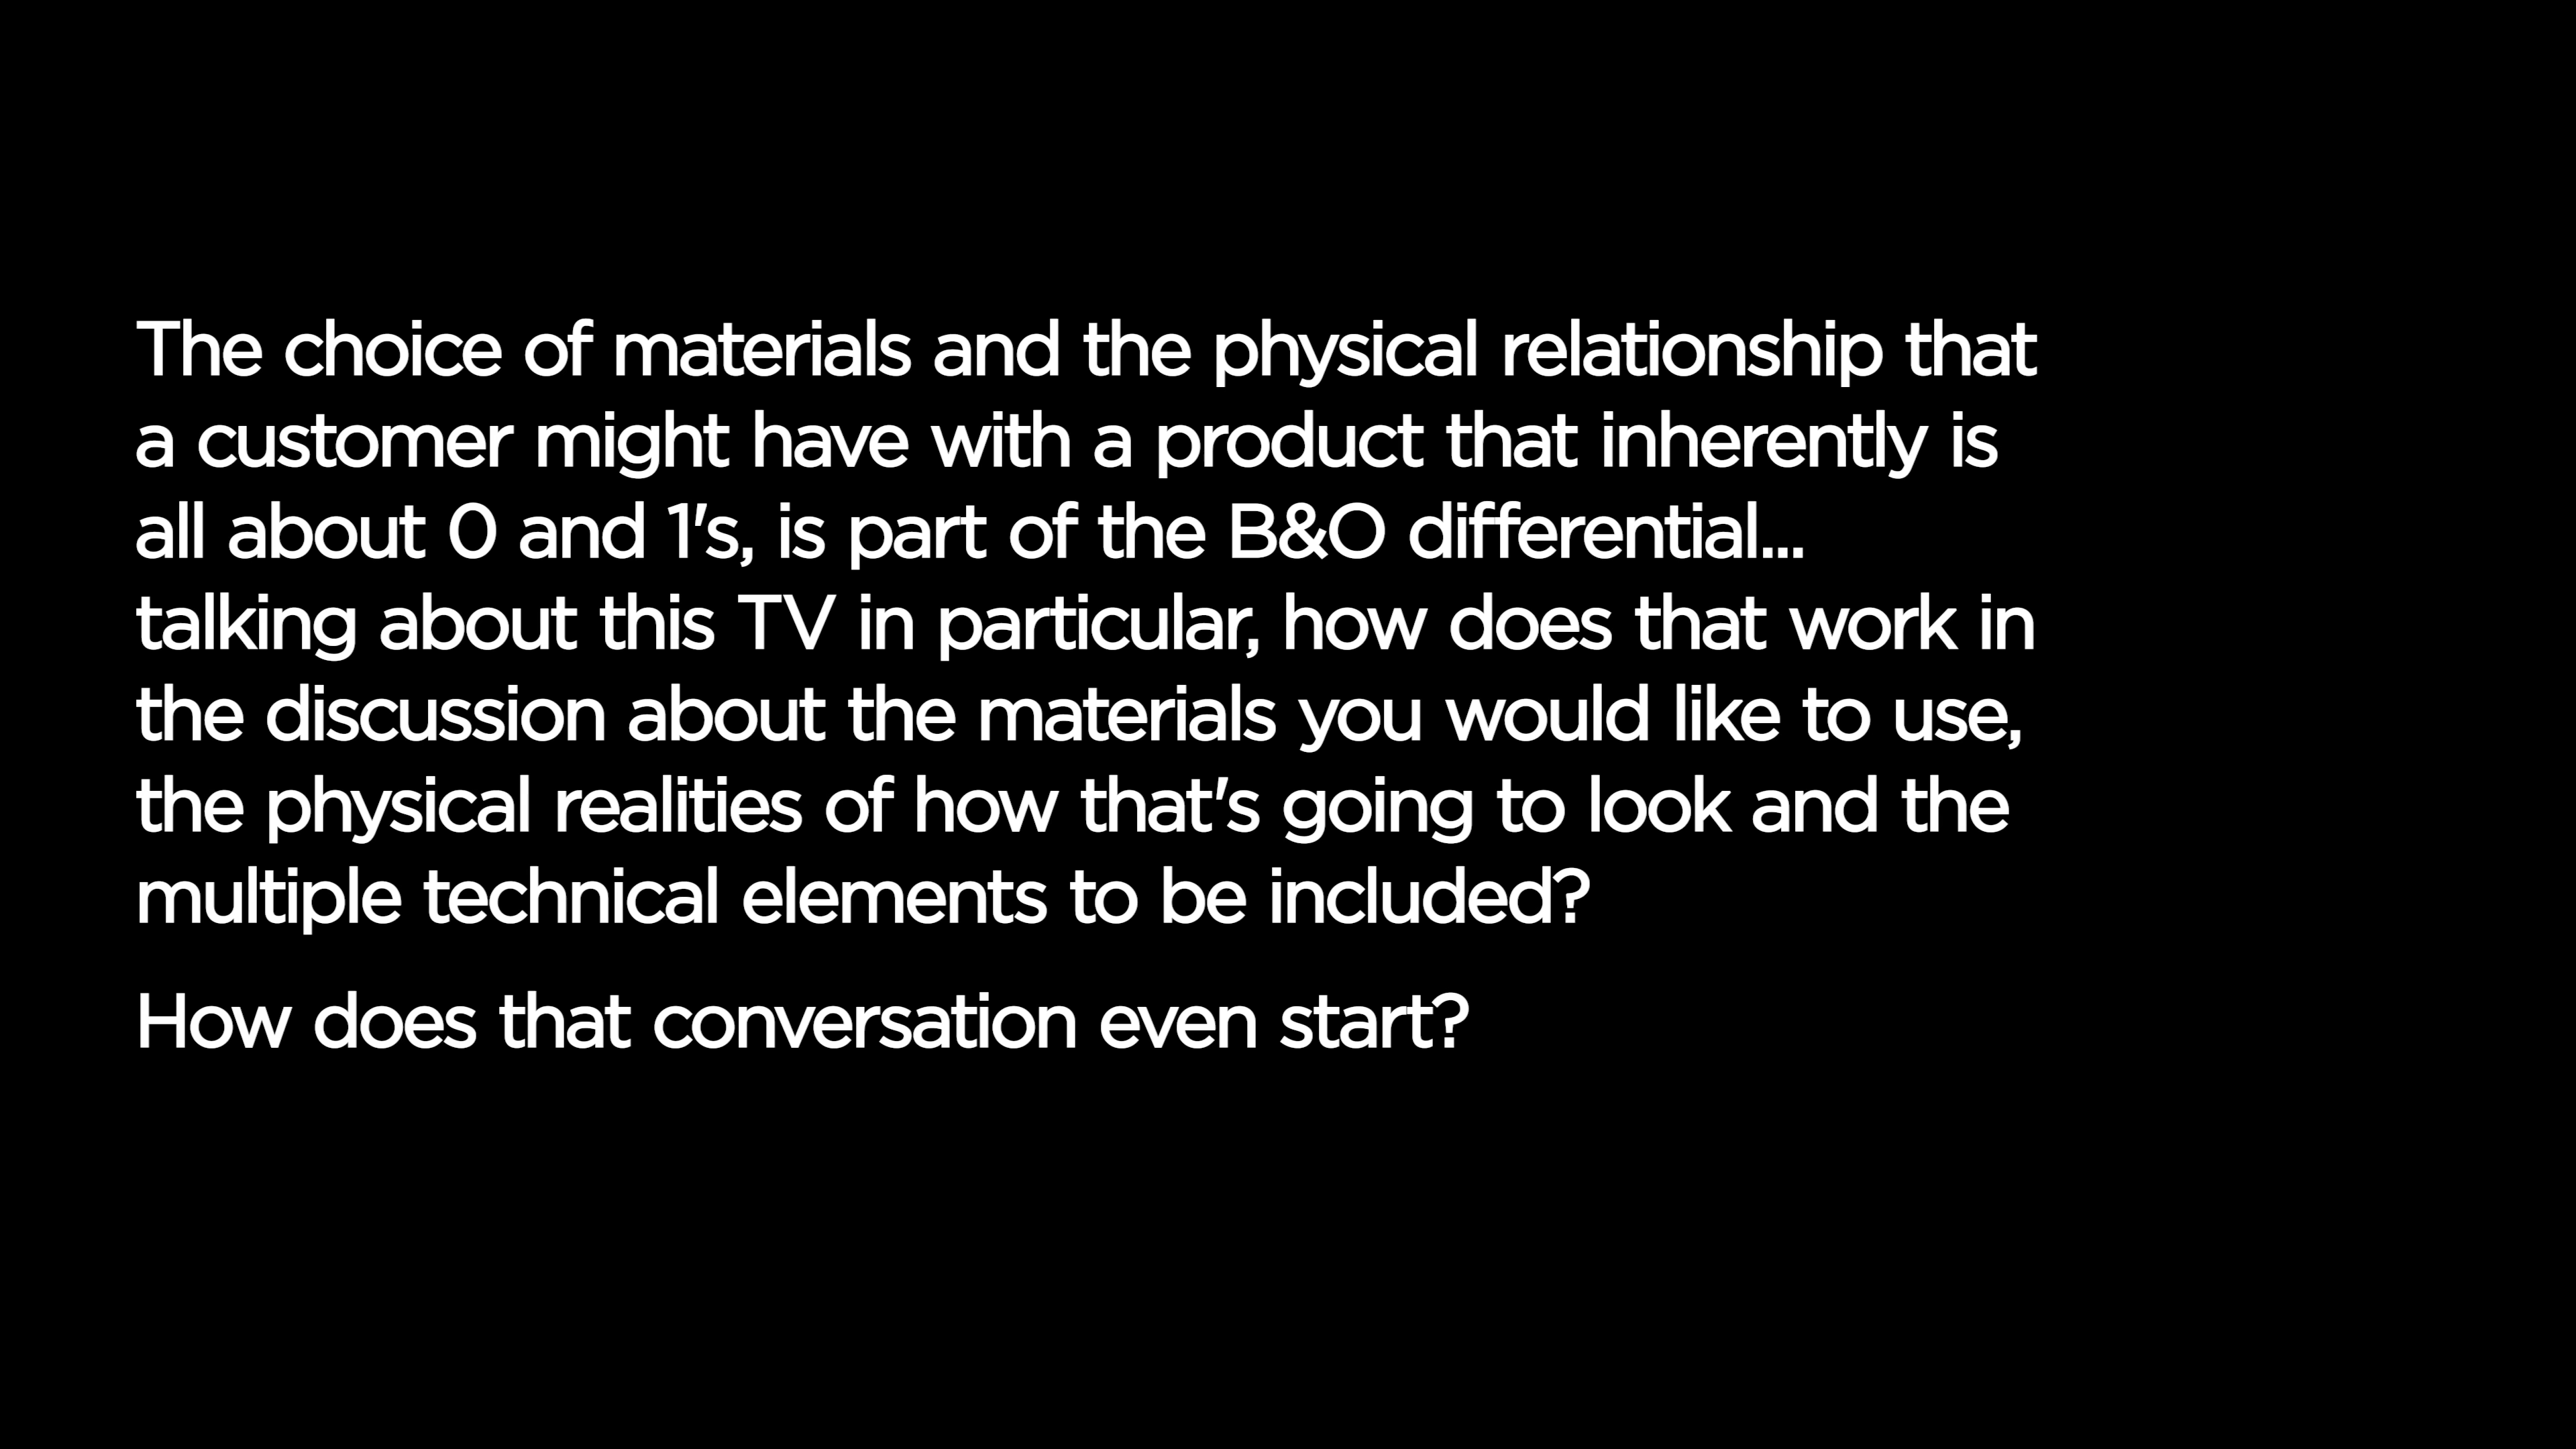 The choice of materials and the physical relationship that
a customer might have with a product that inherently is
all about 0 and 1's, is part of the B&O differential...
talking about this TV in particular, how does that work in
the discussion about the materials you would like to use,
the physical realities of how that's going to look and the
multiple technical elements to be included?
How does that conversation even start?